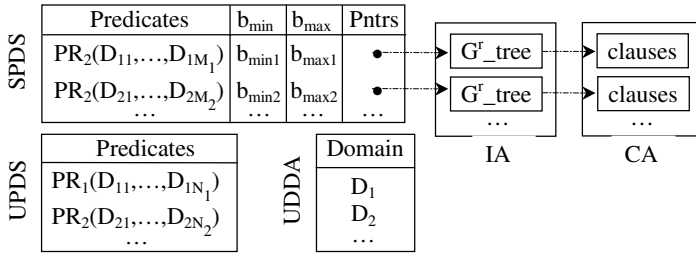 SPDS
Predicates b_min b_max Pntrs
PR_2(D_11,…,D_1M_1) b_min1 b_max1
PR_2(D_21,…,D_2M_2) b_min2 b_max2
… … … …
G^r_tree clauses
G^r_tree clauses
… …
IA CA
UPDS
Predicates
PR_1(D_11,…,D_1N_1)
PR_2(D_21,…,D_2N_2)
…
UDDA
Domain
D_1
D_2
…